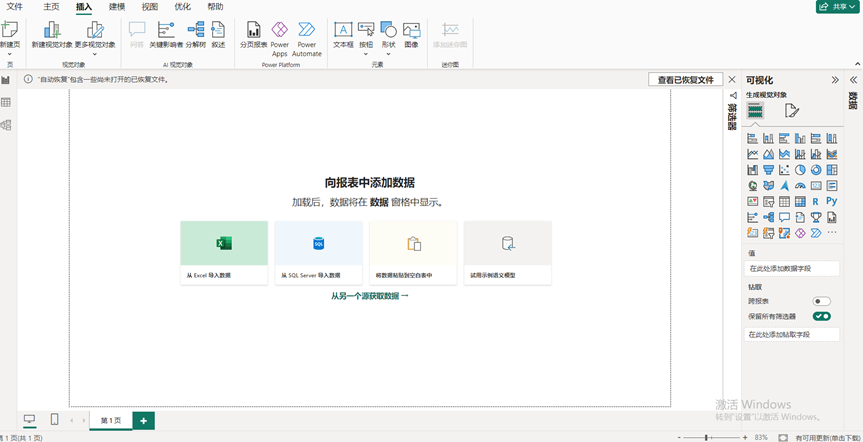 文件 主页 插入 建模 视图 优化 帮助
共享
新建页 新建视觉对象 更多视觉对象 问答 关键影响者 分解树 叙述 分页报表 Power Apps Power Automate 文本框 按钮 形状 图像 添加迷你图
页 视觉对象 AI 视觉对象 Power Platform 元素 迷你图
"自动恢复"包含一些尚未打开的已恢复文件。 查看已恢复文件
可视化
生成视觉对象
筛选器
数据
向报表中添加数据
加载后，数据将在 数据 窗格中显示。
SQL
从 Excel 导入数据 从 SQL Server 导入数据 将数据粘贴到空白表中 试用示例语义模型
从另一个源获取数据 →
R Py
值
在此处添加数据字段
钻取
跨报表
保留所有筛选器
在此处添加钻取字段
激活 Windows
转到"设置"以激活 Windows。
第 1 页
第 1 页(共 1 页)
- + 83% 有可用更新(单击下载)